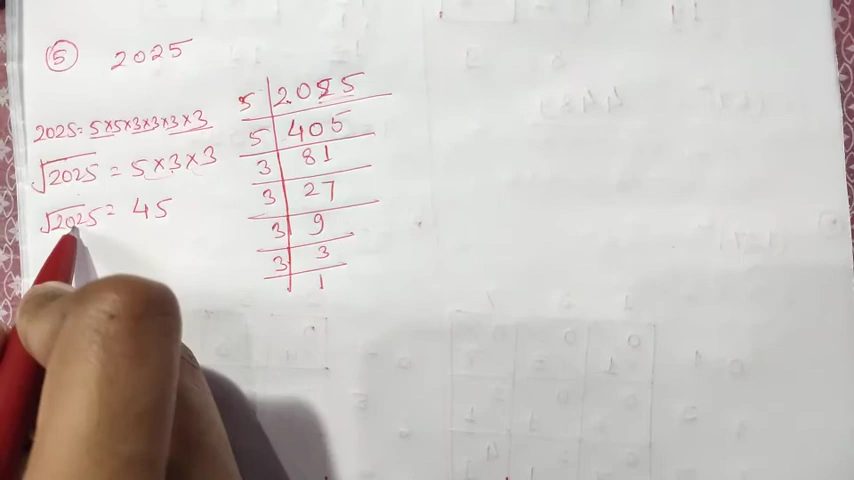 ⑤ 2025
2025 = 5×5×3×3×3×3
√2025 = 5×3×3
√2025 = 45
5 | 2025
5 | 405
3 | 81
3 | 27
3 | 9
3 | 3
1